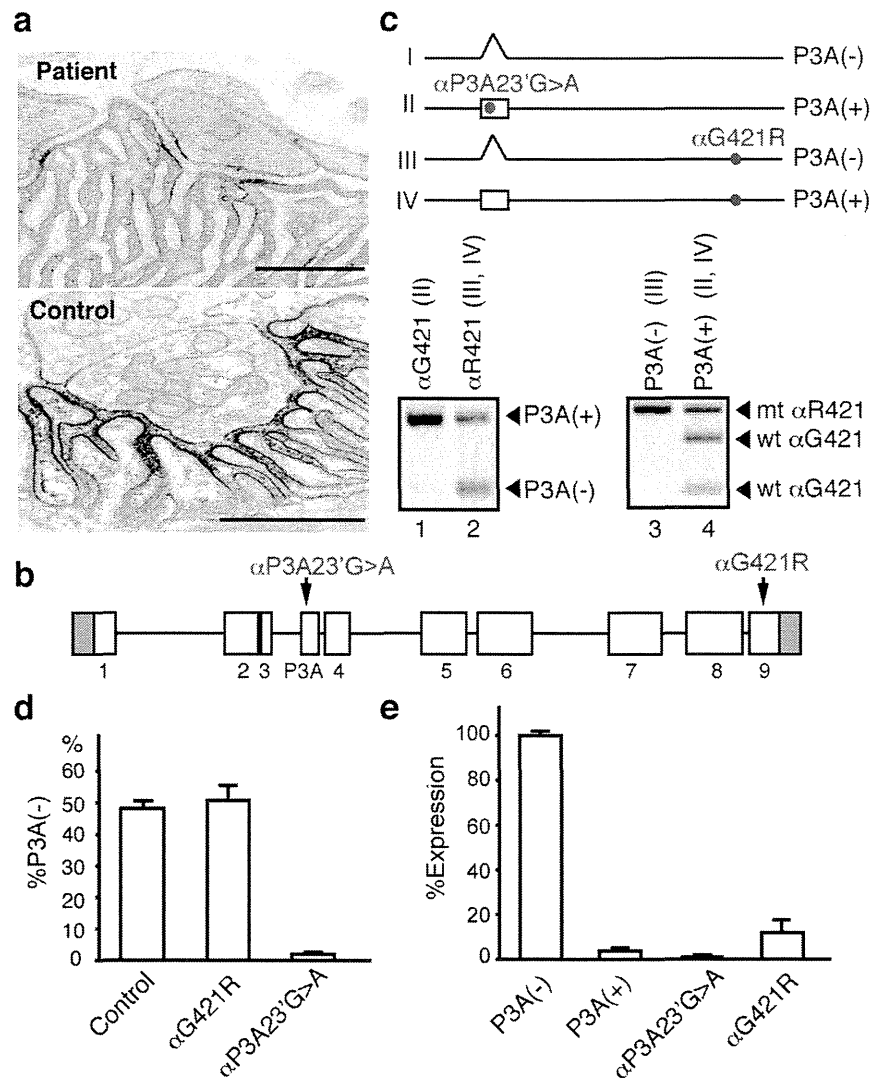 a
Patient
Control
c
I P3A(-)
αP3A23'G>A
II P3A(+)
αG421R
III P3A(-)
IV P3A(+)
αG421 (II)
αR421 (III, IV)
P3A(+)
P3A(-)
1 2
P3A(-) (III)
P3A(+) (II, IV)
mt αR421
wt αG421
wt αG421
3 4
b
αP3A23'G>A
αG421R
1 2 3 P3A 4 5 6 7 8 9
d
%
60
50
40
30
20
10
0
%P3A(-)
Control
αG421R
αP3A23'G>A
e
100
80
60
40
20
0
%Expression
P3A(-)
P3A(+)
αP3A23'G>A
αG421R